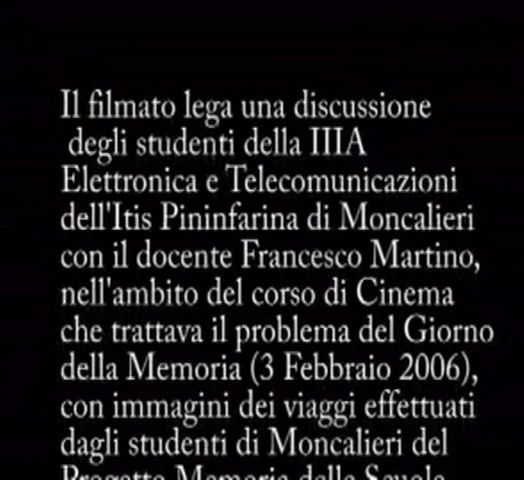 Il filmato lega una discussione
degli studenti della IIIA
Elettronica e Telecomunicazioni
dell'Itis Pininfarina di Moncalieri
con il docente Francesco Martino,
nell'ambito del corso di Cinema
che trattava il problema del Giorno
della Memoria (3 Febbraio 2006),
con immagini dei viaggi effettuati
dagli studenti di Moncalieri del
Progetto Memoria delle Scuole